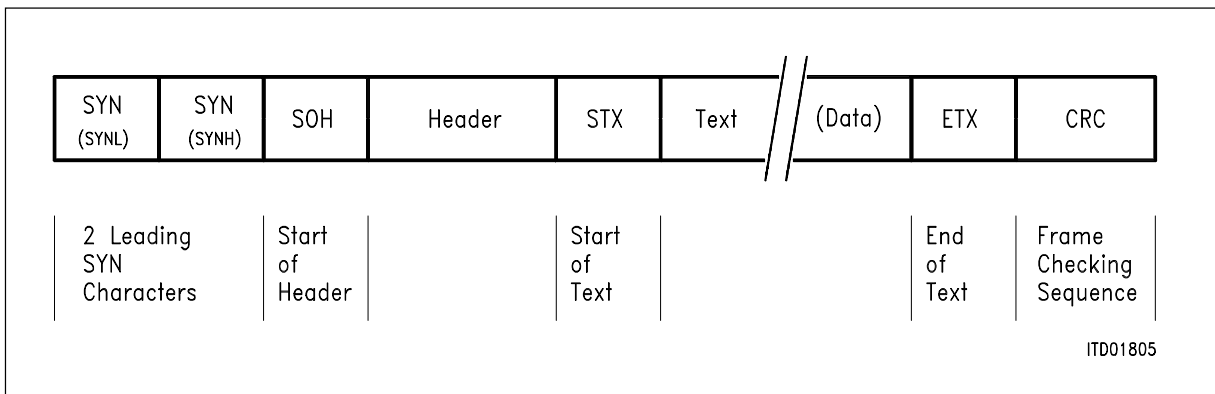 SYN SYN SOH Header STX Text (Data) ETX CRC
(SYNL) (SYNH)
2 Leading SYN Characters
Start of Header
Start of Text
End of Text
Frame Checking Sequence
ITD01805